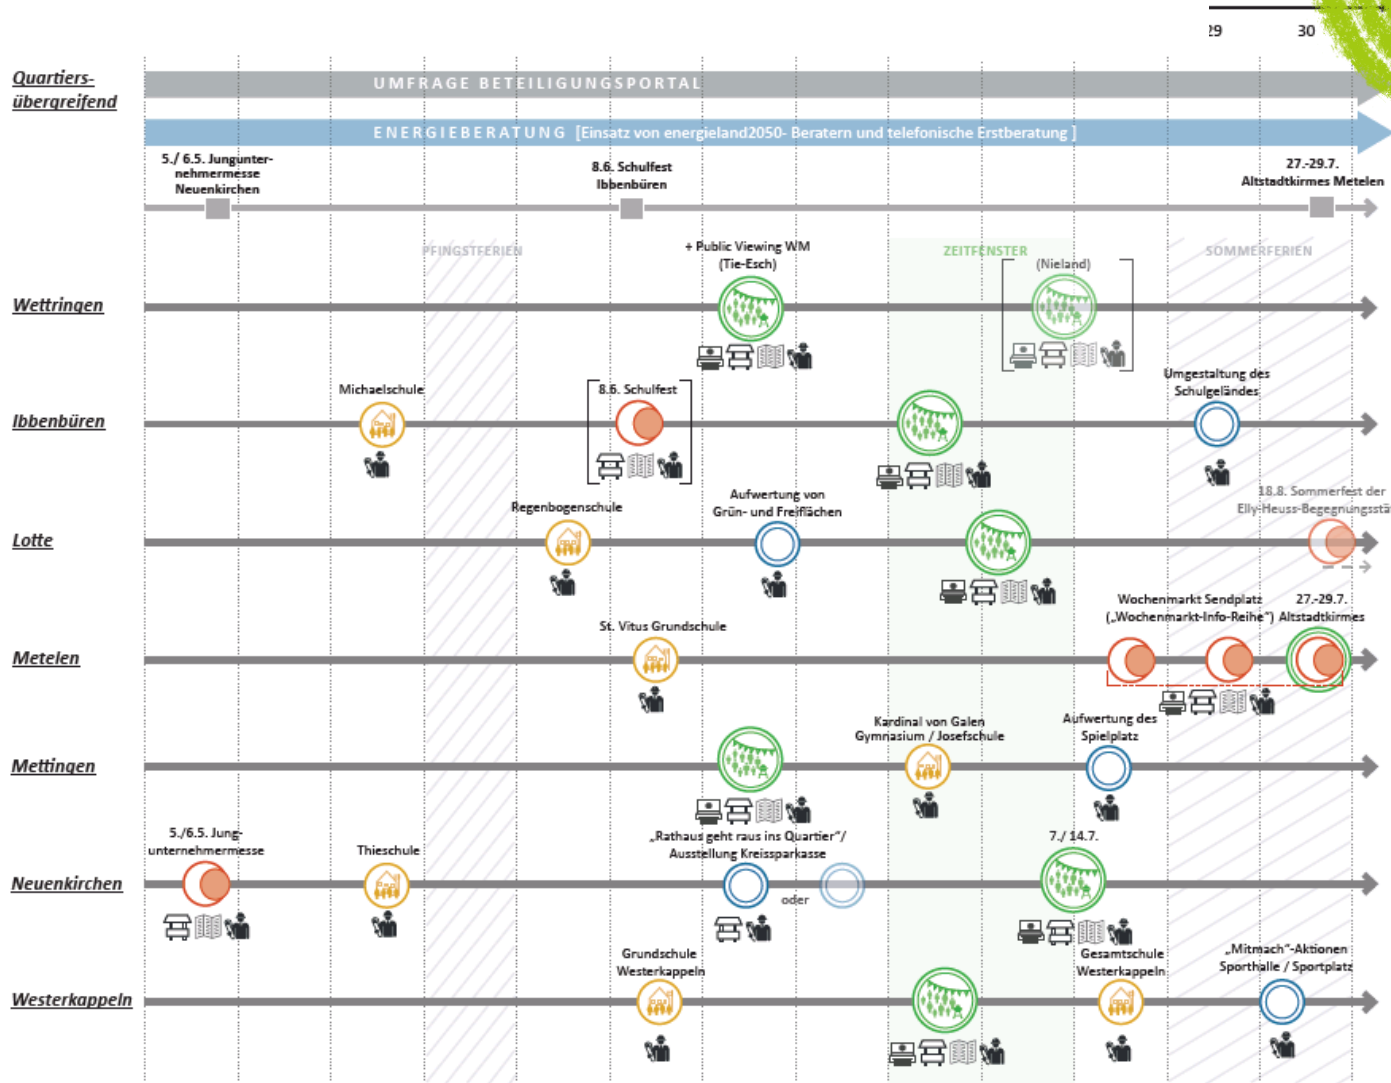 29 30
Quartiers-
übergreifend
UMFRAGE BETEILIGUNGSPORTAL
ENERGIEBERATUNG [Einsatz von energieland2050- Beratern und telefonische Erstberatung ]
5./ 6.5. Jungunter-
nehmermesse
Neuenkirchen
8.6. Schulfest
Ibbenbüren
27.-29.7.
Altstadtkirmes Metelen
PFINGSTFERIEN
+ Public Viewing WM
(Tie-Esch)
ZEITFENSTER
(Nieland)
SOMMERFERIEN
Wettringen
Michaelschule
8.6. Schulfest
Umgestaltung des
Schulgeländes
Ibbenbüren
Regenbogenschule
Aufwertung von
Grün- und Freiflächen
18.8. Sommerfest der
Elly-Heuss-Begegnungsstä
Lotte
St. Vitus Grundschule
Wochenmarkt Sendplatz
(„Wochenmarkt-Info-Reihe")
27.-29.7.
Altstadtkirmes
Metelen
Kardinal von Galen
Gymnasium / Josefschule
Aufwertung des
Spielplatz
Mettingen
5./6.5. Jung-
unternehmermesse
Thieschule
„Rathaus geht raus ins Quartier"/
Ausstellung Kreissparkasse
oder
7./ 14.7.
Neuenkirchen
Grundschule
Westerkappeln
Gesamtschule
Westerkappeln
„Mitmach"-Aktionen
Sporthalle / Sportplatz
Westerkappeln